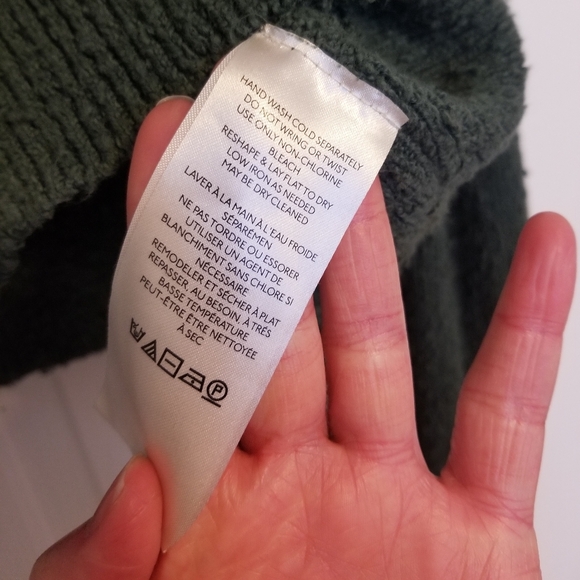 HAND WASH COLD SEPARATELY
DO NOT WRING OR TWIST
USE ONLY NON-CHLORINE
BLEACH
RESHAPE & LAY FLAT TO DRY
LOW IRON AS NEEDED
MAY BE DRY CLEANED
LAVER À LA MAIN À L'EAU FROIDE
SÉPAREMEN
NE PAS TORDRE OU ESSORER
UTILISER UN AGENT DE
BLANCHIMENT SANS CHLORE SI
NÉCESSAIRE
REMODELER ET SÉCHER À PLAT
REPASSER, AU BESOIN, À TRÉS
BASSE TEMPÉRATURE
PEUT-ÊTRE ÊTRE NETTOYÉE
À SEC
P